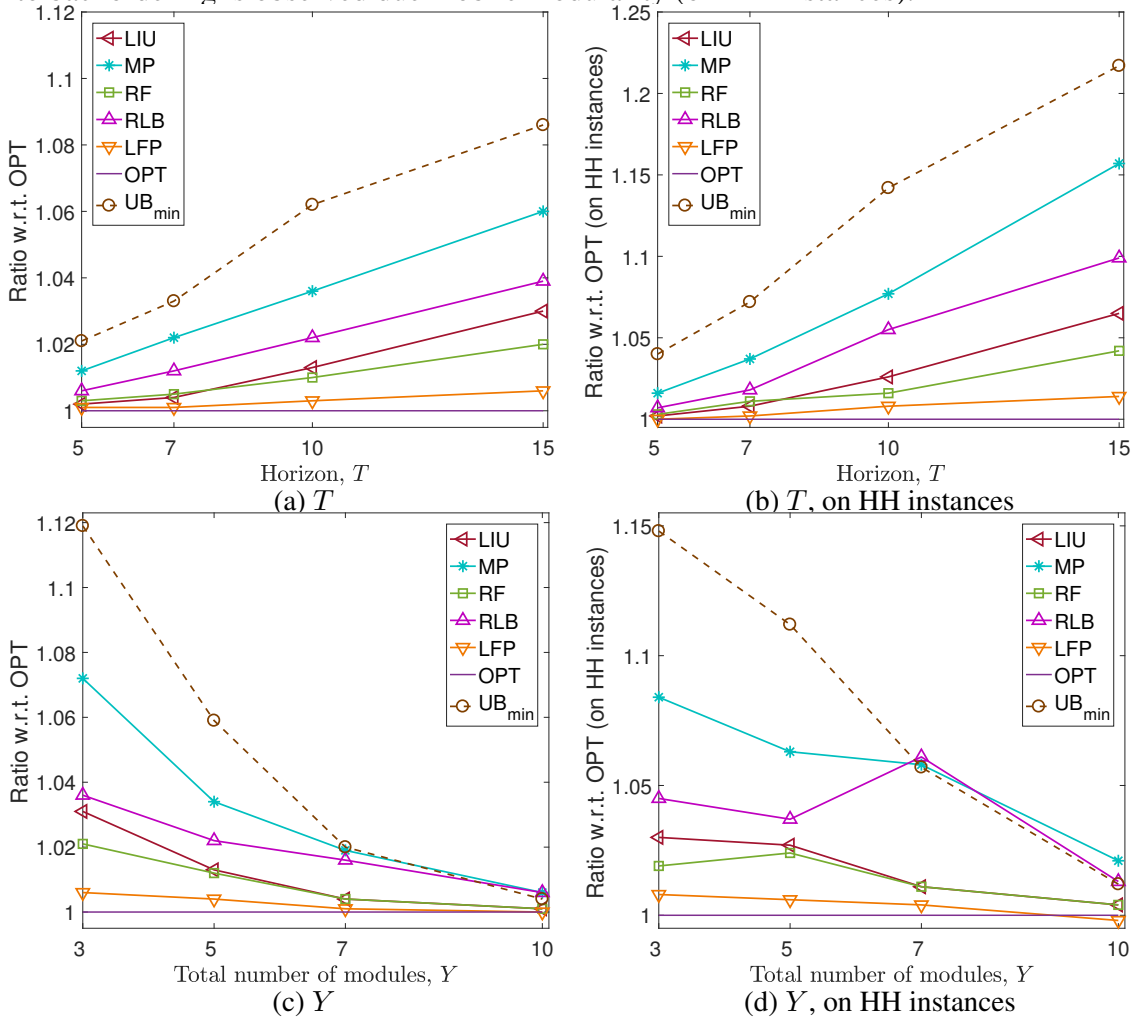 1.12
1.1
1.08
1.06
1.04
1.02
1
Ratio w.r.t. OPT
LIU
MP
RF
RLB
LFP
OPT
UBmin
5 7 10 15
Horizon, T
(a) T
1.25
1.2
1.15
1.1
1.05
1
Ratio w.r.t. OPT (on HH instances)
LIU
MP
RF
RLB
LFP
OPT
UBmin
5 7 10 15
Horizon, T
(b) T, on HH instances
1.12
1.1
1.08
1.06
1.04
1.02
1
Ratio w.r.t. OPT
LIU
MP
RF
RLB
LFP
OPT
UBmin
3 5 7 10
Total number of modules, Y
(c) Y
1.15
1.1
1.05
1
Ratio w.r.t. OPT (on HH instances)
LIU
MP
RF
RLB
LFP
OPT
UBmin
3 5 7 10
Total number of modules, Y
(d) Y, on HH instances